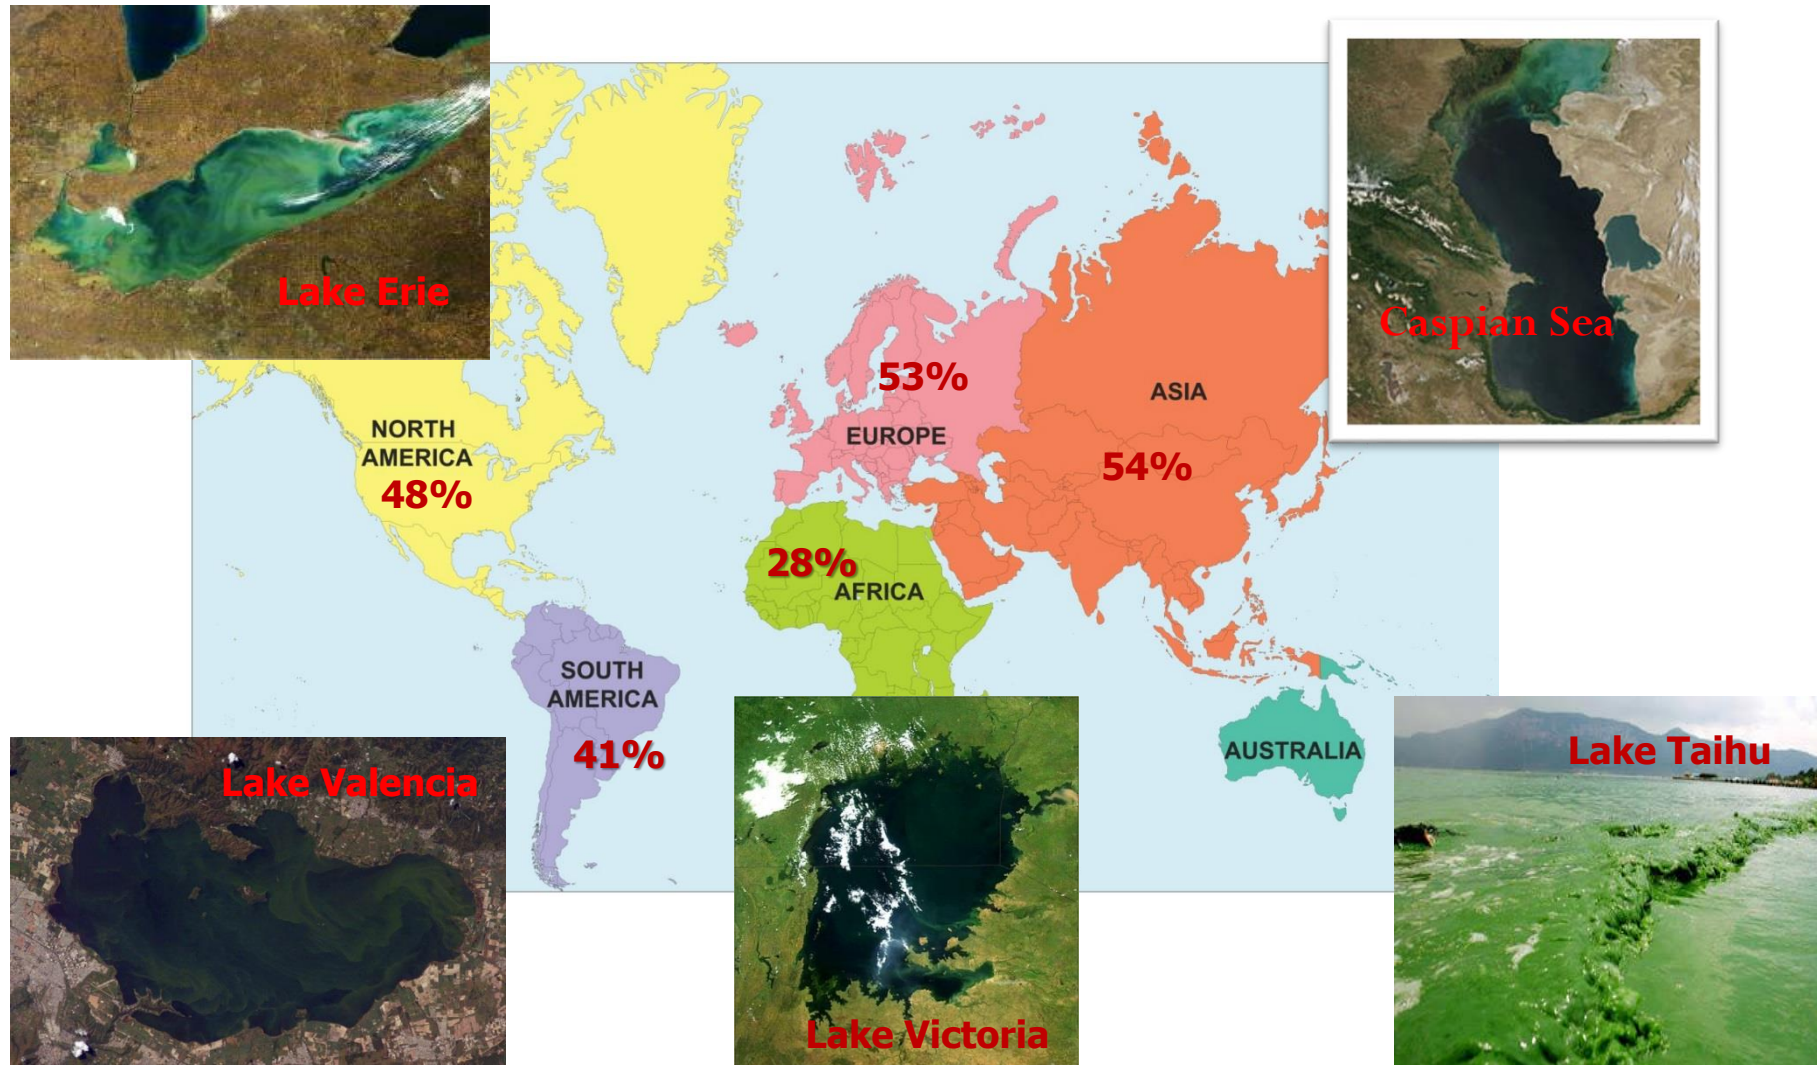 Lake Erie
Caspian Sea
53%
ASIA
NORTH
AMERICA
48%
EUROPE
54%
28%
AFRICA
SOUTH
AMERICA
41%
AUSTRALIA
Lake Taihu
Lake Valencia
Lake Victoria